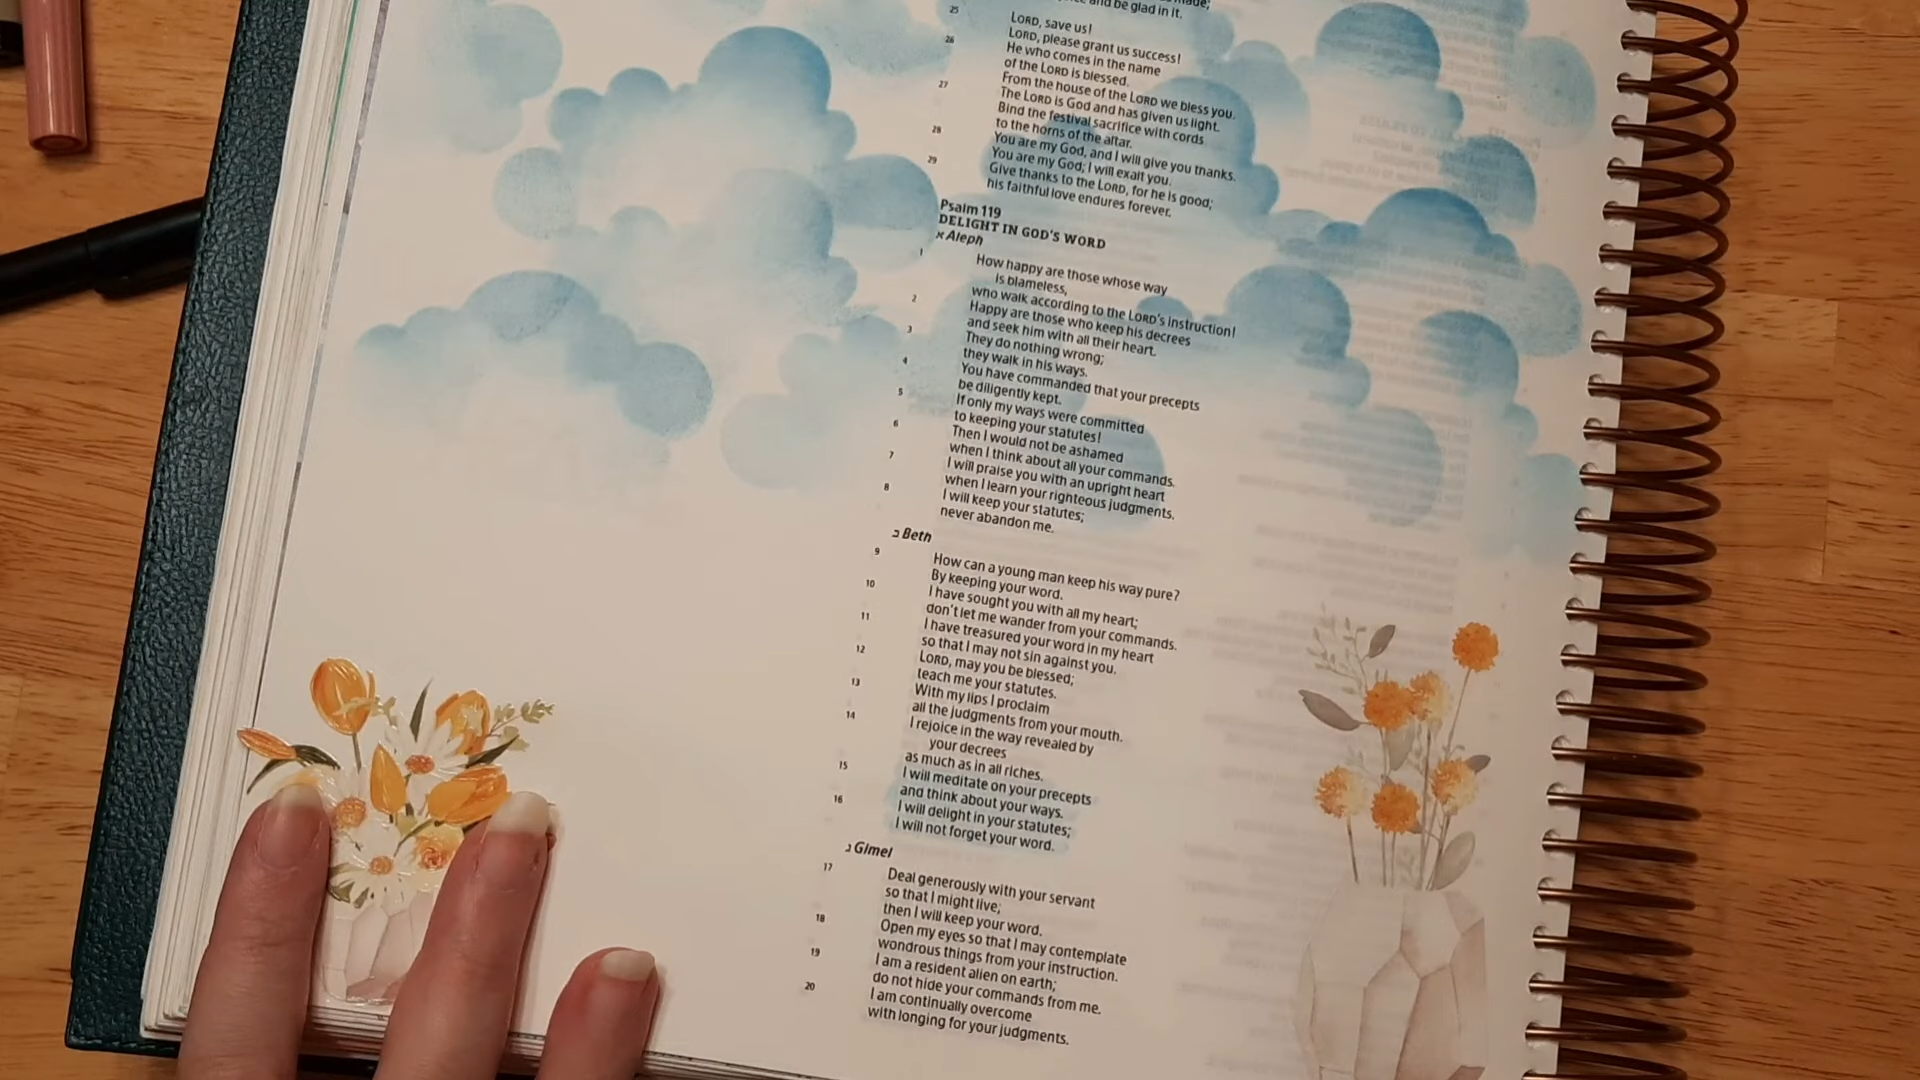 and be glad in it.
25
LORD, save us!
LORD, please grant us success!
26
He who comes in the name
of the LORD is blessed.
From the house of the LORD we bless you.
27
The LORD is God and has given us light.
Bind the festival sacrifice with cords
to the horns of the altar.
28
You are my God, and I will give you thanks.
You are my God; I will exalt you.
29
Give thanks to the LORD, for he is good;
his faithful love endures forever.
Psalm 119
DELIGHT IN GOD'S WORD
א Aleph
1
How happy are those whose way
is blameless,
who walk according to the LORD's instruction!
2
Happy are those who keep his decrees
and seek him with all their heart.
3
They do nothing wrong;
they walk in his ways.
4
You have commanded that your precepts
be diligently kept.
5
If only my ways were committed
to keeping your statutes!
6
Then I would not be ashamed
when I think about all your commands.
7
I will praise you with an upright heart
when I learn your righteous judgments.
8
I will keep your statutes;
never abandon me.
ב Beth
9
How can a young man keep his way pure?
By keeping your word.
10
I have sought you with all my heart;
don't let me wander from your commands.
11
I have treasured your word in my heart
so that I may not sin against you.
12
LORD, may you be blessed;
teach me your statutes.
13
With my lips I proclaim
all the judgments from your mouth.
14
I rejoice in the way revealed by
your decrees
as much as in all riches.
15
I will meditate on your precepts
and think about your ways.
16
I will delight in your statutes;
I will not forget your word.
ג Gimel
17
Deal generously with your servant
so that I might live;
then I will keep your word.
18
Open my eyes so that I may contemplate
wondrous things from your instruction.
19
I am a resident alien on earth;
do not hide your commands from me.
20
I am continually overcome
with longing for your judgments.